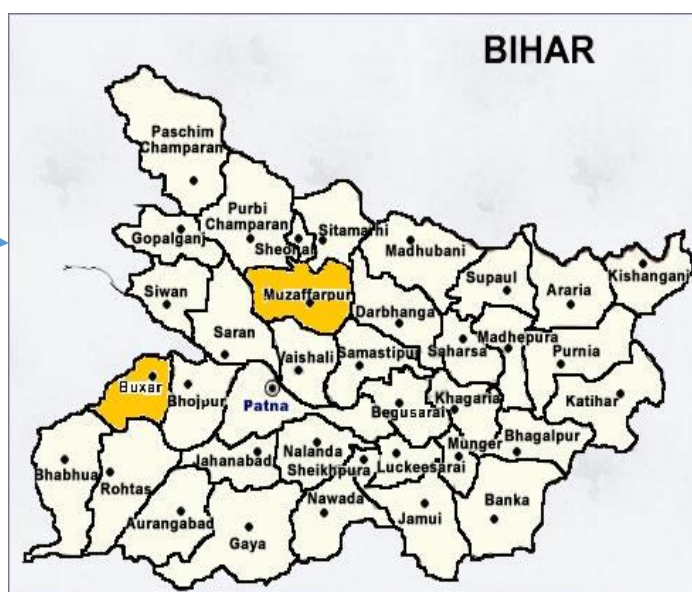 BIHAR
Paschim
Champaran
Purbi
Champaran
Gopalganj
Sheohar
Sitamarhi
Madhubani
Supaul
Araria
Kishanganj
Siwan
Muzaffarpur
Darbhanga
Saran
Vaishali
Samastipur
Saharsa
Madhepura
Purnia
Buxar
Bhojpur
Patna
Begusarai
Khagaria
Katihar
Bhabhua
Rohtas
Jahanabad
Nalanda
Sheikhpura
Luckeesarai
Munger
Bhagalpur
Aurangabad
Gaya
Nawada
Jamui
Banka